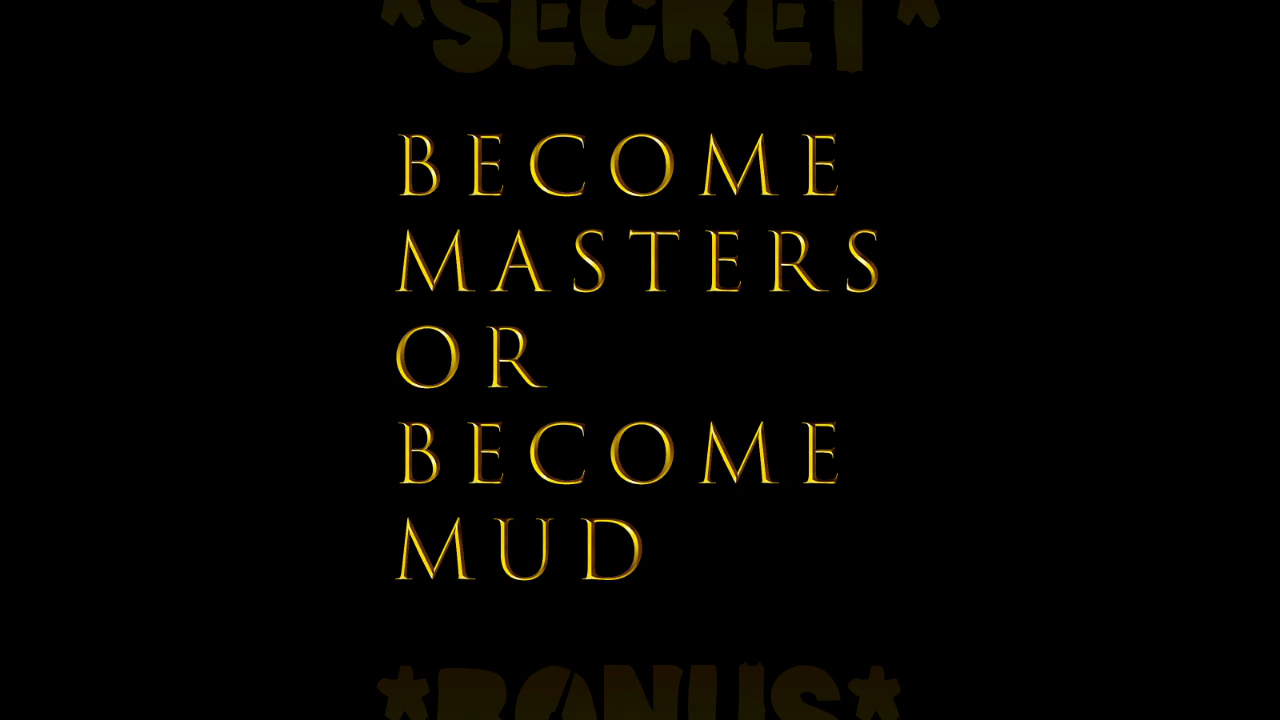 *SECRET*
BECOME
MASTERS
OR
BECOME
MUD
*BONUS*